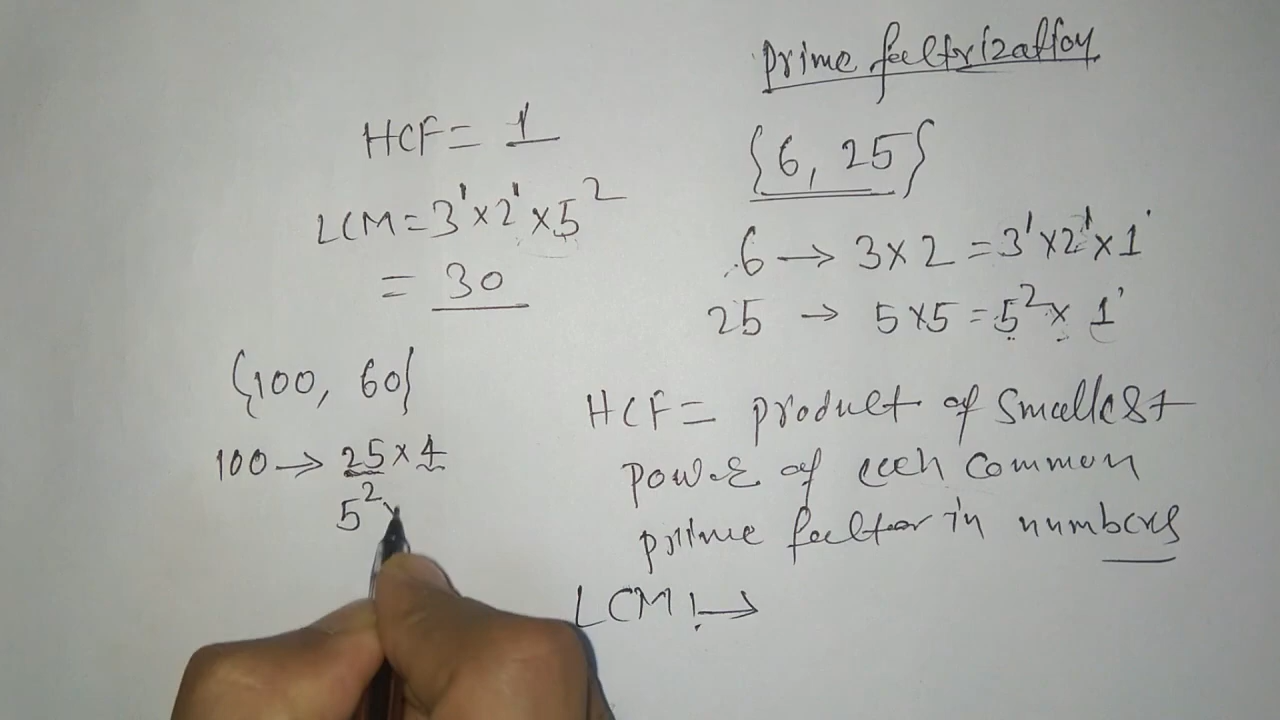 Prime factrization
{6, 25}
6 → 3 × 2 = 3¹ × 2¹ × 1¹
25 → 5 × 5 = 5² × 1¹
HCF = product of smallest
power of each common
prime factor in numbers
LCM! →
HCF = 1
LCM = 3¹ × 2¹ × 5²
= 30
{100, 60}
100 → 25 × 4
5² ×